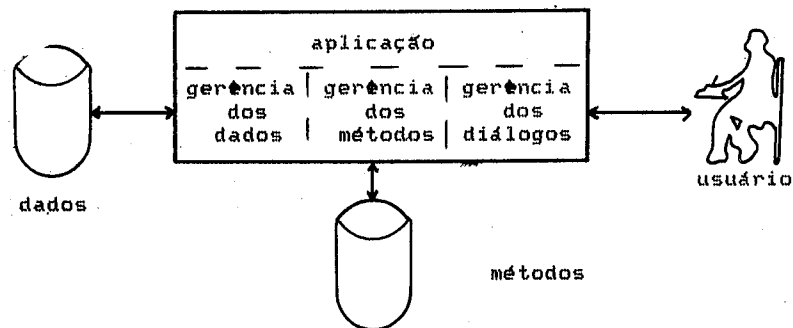 aplicação
gerência gerência gerência
dos dos dos
dados métodos diálogos
usuário
dados
métodos